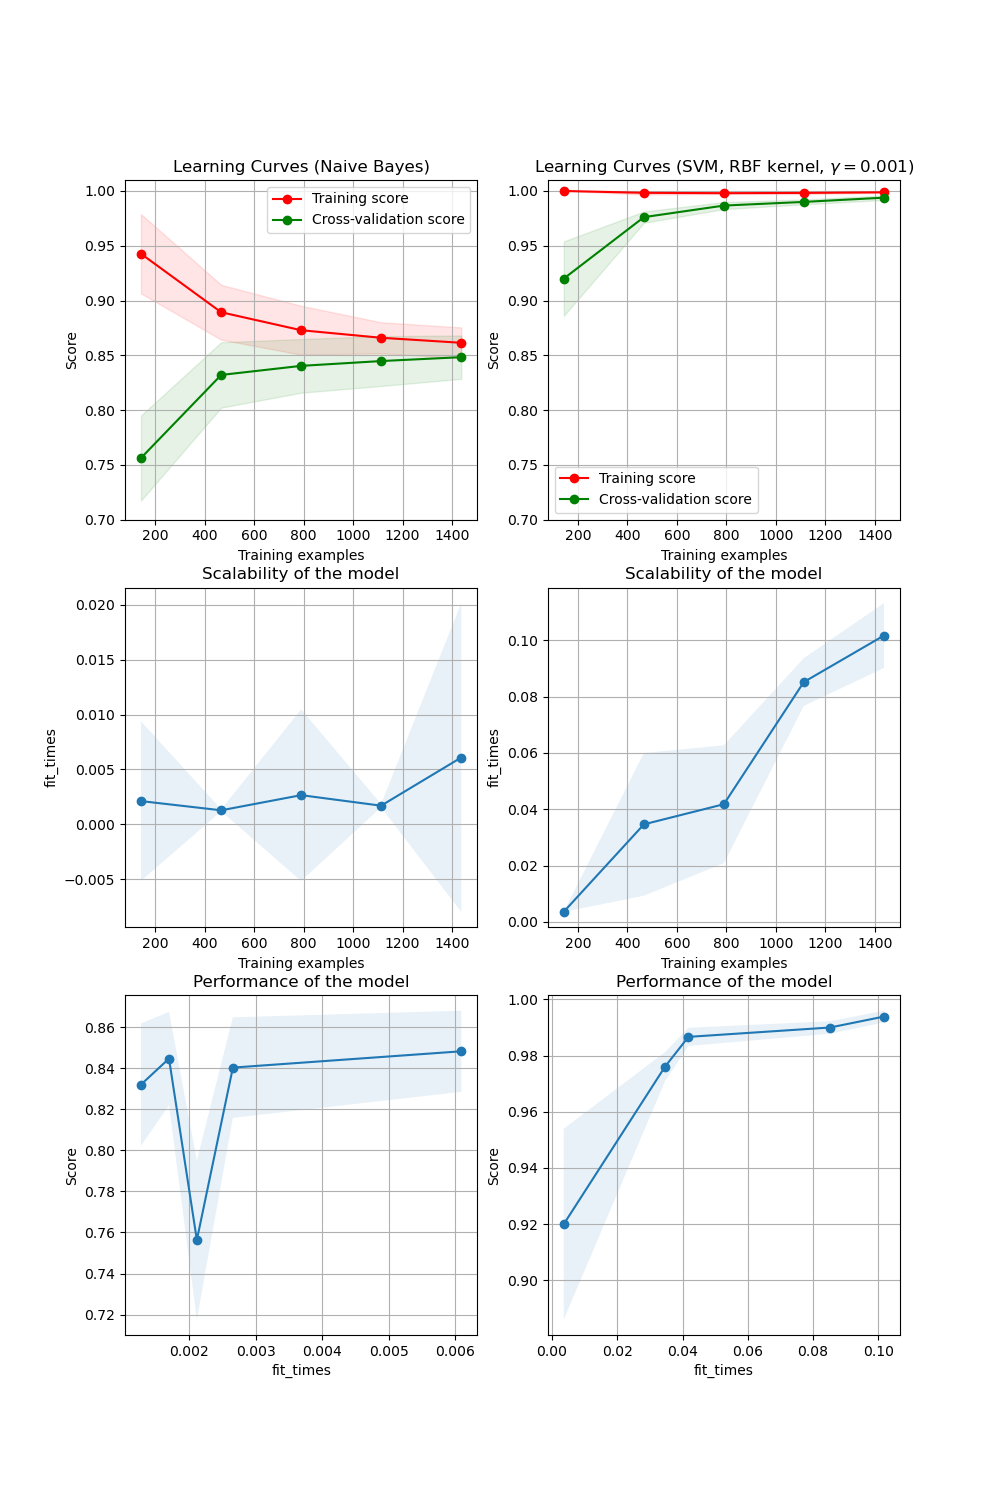 Learning Curves (Naive Bayes)
1.00
0.95
0.90
0.85
0.80
0.75
0.70
Score
Training score
Cross-validation score
200 400 600 800 1000 1200 1400
Training examples
Learning Curves (SVM, RBF kernel, γ = 0.001)
1.00
0.95
0.90
0.85
0.80
0.75
0.70
Score
Training score
Cross-validation score
200 400 600 800 1000 1200 1400
Training examples
Scalability of the model
0.020
0.015
0.010
0.005
0.000
−0.005
fit_times
200 400 600 800 1000 1200 1400
Training examples
Scalability of the model
0.10
0.08
0.06
0.04
0.02
0.00
fit_times
200 400 600 800 1000 1200 1400
Training examples
Performance of the model
0.86
0.84
0.82
0.80
0.78
0.76
0.74
0.72
Score
0.002 0.003 0.004 0.005 0.006
fit_times
Performance of the model
1.00
0.98
0.96
0.94
0.92
0.90
Score
0.00 0.02 0.04 0.06 0.08 0.10
fit_times